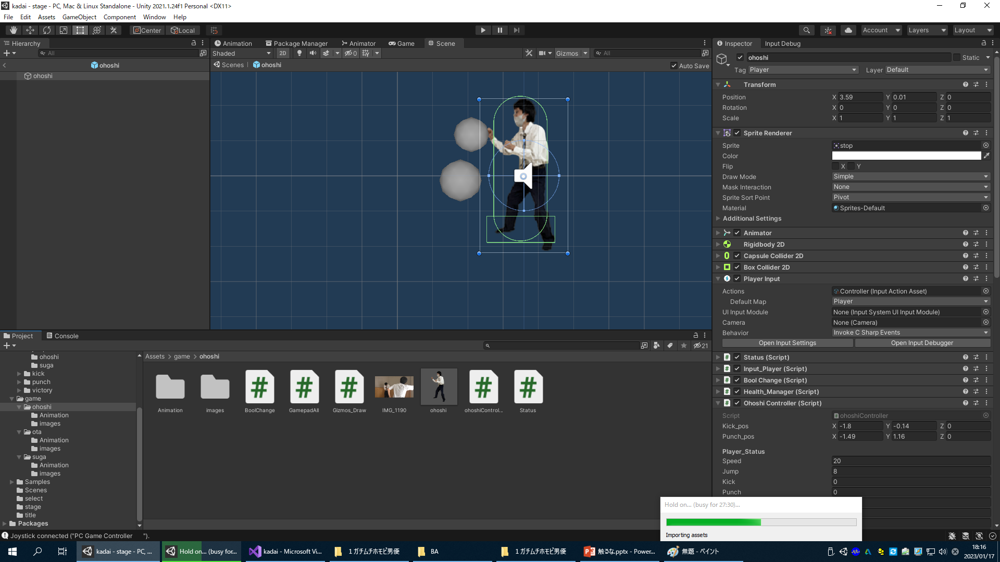 kadai - stage - PC, Mac & Linux Standalone - Unity 2021.1.24f1 Personal <DX11>
File Edit Assets GameObject Component Window Help
Center Local Account Layers Layout
Hierarchy Animation Package Manager Animator Game Scene Inspector Input Debug
All Shaded 2D 0 Gizmos All ohoshi Static
ohoshi Scenes ohoshi Auto Save Tag Player Layer Default
ohoshi
Transform
Position X 3.59 Y 0.01 Z 0
Rotation X 0 Y 0 Z 0
Scale X 1 Y 1 Z 1
Sprite Renderer
Sprite stop
Color
Flip X Y
Draw Mode Simple
Mask Interaction None
Sprite Sort Point Pivot
Material Sprites-Default
Additional Settings
Animator
Rigidbody 2D
Capsule Collider 2D
Box Collider 2D
Player Input
Actions Controller (Input Action Asset)
Default Map Player
UI Input Module None (Input System UI Input Module)
Camera None (Camera)
Behavior Invoke C Sharp Events
Open Input Settings Open Input Debugger
Status (Script)
Input_Player (Script)
Bool Change (Script)
Health_Manager (Script)
Ohoshi Controller (Script)
Script ohoshiController
Kick_pos X -1.8 Y -0.14 Z 0
Punch_pos X -1.49 Y 1.16 Z 0
Player_Status
Speed 20
Jump 8
Kick 0
Punch 0
Project Console
21
Assets > game > ohoshi
ohoshi
suga
kick
punch
victory
game
ohoshi
Animation
images
ota
Animation
images
suga
Animation
images
Samples
Scenes
select
stage
title
Packages
Animation images BoolChange GamepadAll Gizmos_Draw IMG_1190 ohoshi ohoshiControl... Status
Hold on... (busy for 27:30)...
Importing assets
Joystick connected ("PC Game Controller ").
kadai - stage - PC, ... Hold on... (busy for... kadai - Microsoft Vi... 1 ガチムチホモビ男優 BA 1 ガチムチホモビ男優 触るな.pptx - Power... 無題 - ペイント
18:16
2023/01/17